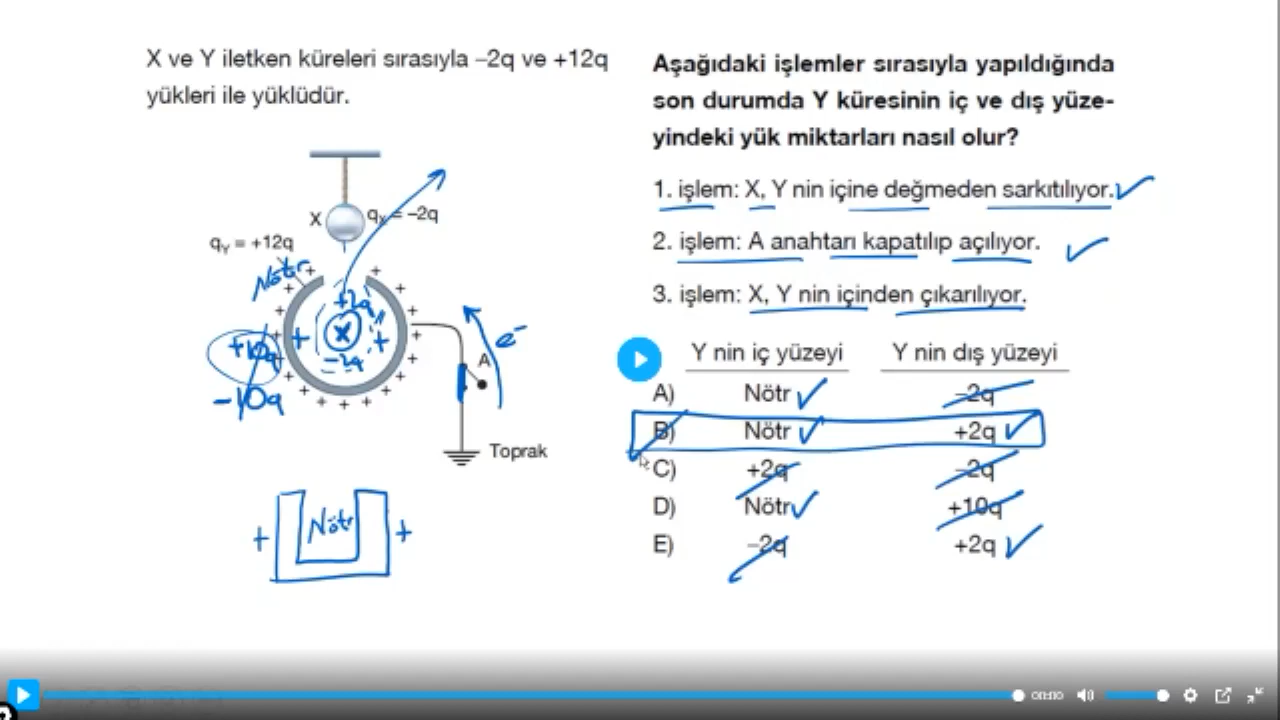 X ve Y iletken küreleri sırasıyla –2q ve +12q
yükleri ile yüklüdür.
X
qX = –2q
qY = +12q
Nötr
+2q
X
–2q
+10q
–10q
e⁻
A
Toprak
Nötr
Aşağıdaki işlemler sırasıyla yapıldığında
son durumda Y küresinin iç ve dış yüze-
yindeki yük miktarları nasıl olur?
1. işlem: X, Y nin içine değmeden sarkıtılıyor.
2. işlem: A anahtarı kapatılıp açılıyor.
3. işlem: X, Y nin içinden çıkarılıyor.
Y nin iç yüzeyi Y nin dış yüzeyi
A) Nötr –2q
B) Nötr +2q
C) +2q –2q
D) Nötr +10q
E) –2q +2q